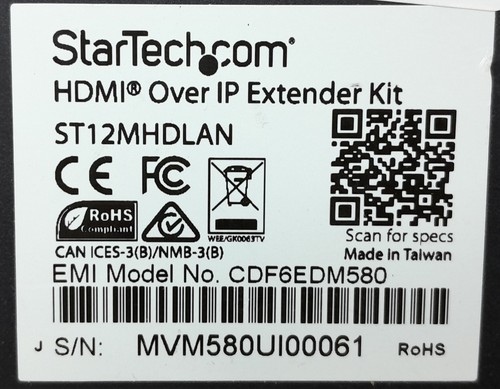 StarTech.com®
HDMI® Over IP Extender Kit
ST12MHDLAN
CE FC
RoHS
Compliant
WEE/GK0063TV
CAN ICES-3(B)/NMB-3(B)
Scan for specs
Made in Taiwan
EMI Model No. CDF6EDM580
J S/N: MVM580UI00061 RoHS